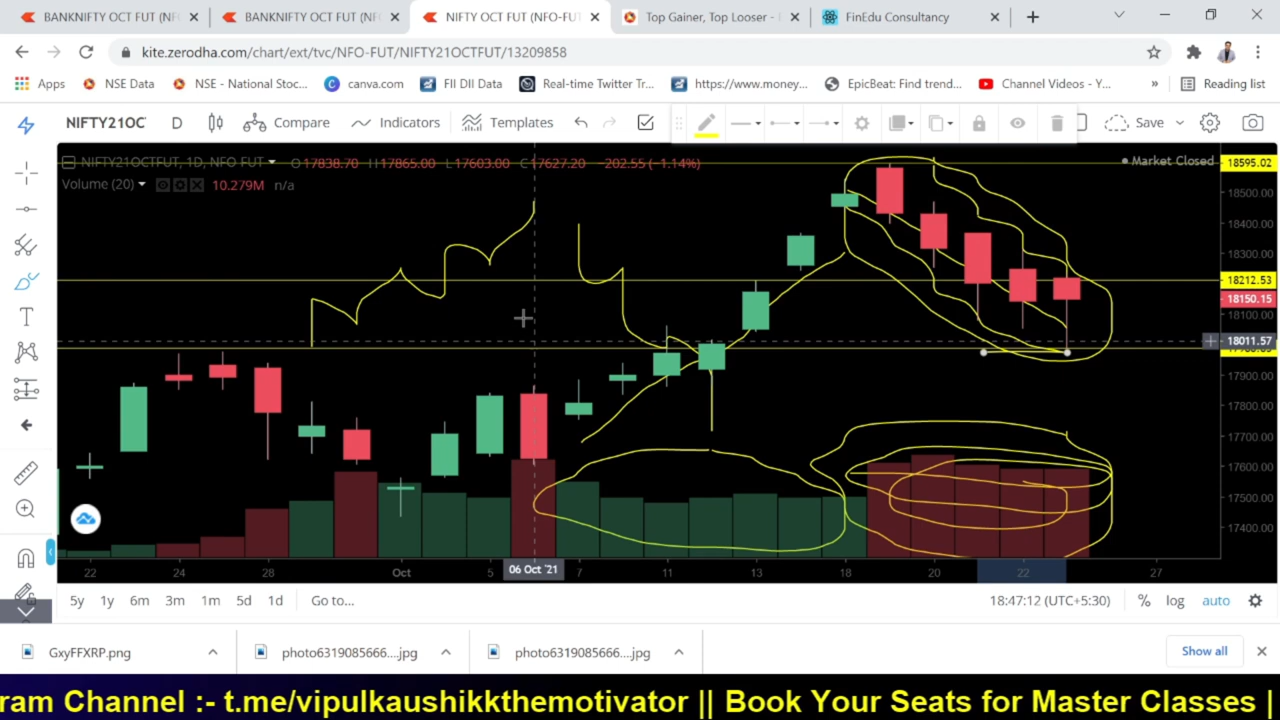 BANKNIFTY OCT FUT (NF
BANKNIFTY OCT FUT (NF
NIFTY OCT FUT (NFO-FU
Top Gainer, Top Looser -
FinEdu Consultancy
kite.zerodha.com/chart/ext/tvc/NFO-FUT/NIFTY21OCTFUT/13209858
Apps
NSE Data
NSE - National Stoc...
canva.com
FII DII Data
Real-time Twitter Tr...
https://www.money...
EpicBeat: Find trend...
Channel Videos - Y...
»
Reading list
NIFTY21OC
D
Compare
Indicators
Templates
Save
NIFTY21OCTFUT, 1D, NFO-FUT O17838.70 H17865.00 L17603.00 C17627.20 -202.55 (-1.14%)
Market Closed
Volume (20) 10.279M n/a
18595.02
18500.00
18400.00
18300.00
18212.53
18150.15
18100.00
18011.57
17900.00
17800.00
17700.00
17600.00
17500.00
17400.00
22 24 28 Oct 5 06 Oct '21 7 11 13 18 20 22 27
5y 1y 6m 3m 1m 5d 1d Go to... 18:47:12 (UTC+5:30) % log auto
GxyFFXRP.png
photo6319085666....jpg
photo6319085666....jpg
Show all
ram Channel :- t.me/vipulkaushikkthemotivator || Book Your Seats for Master Classes |